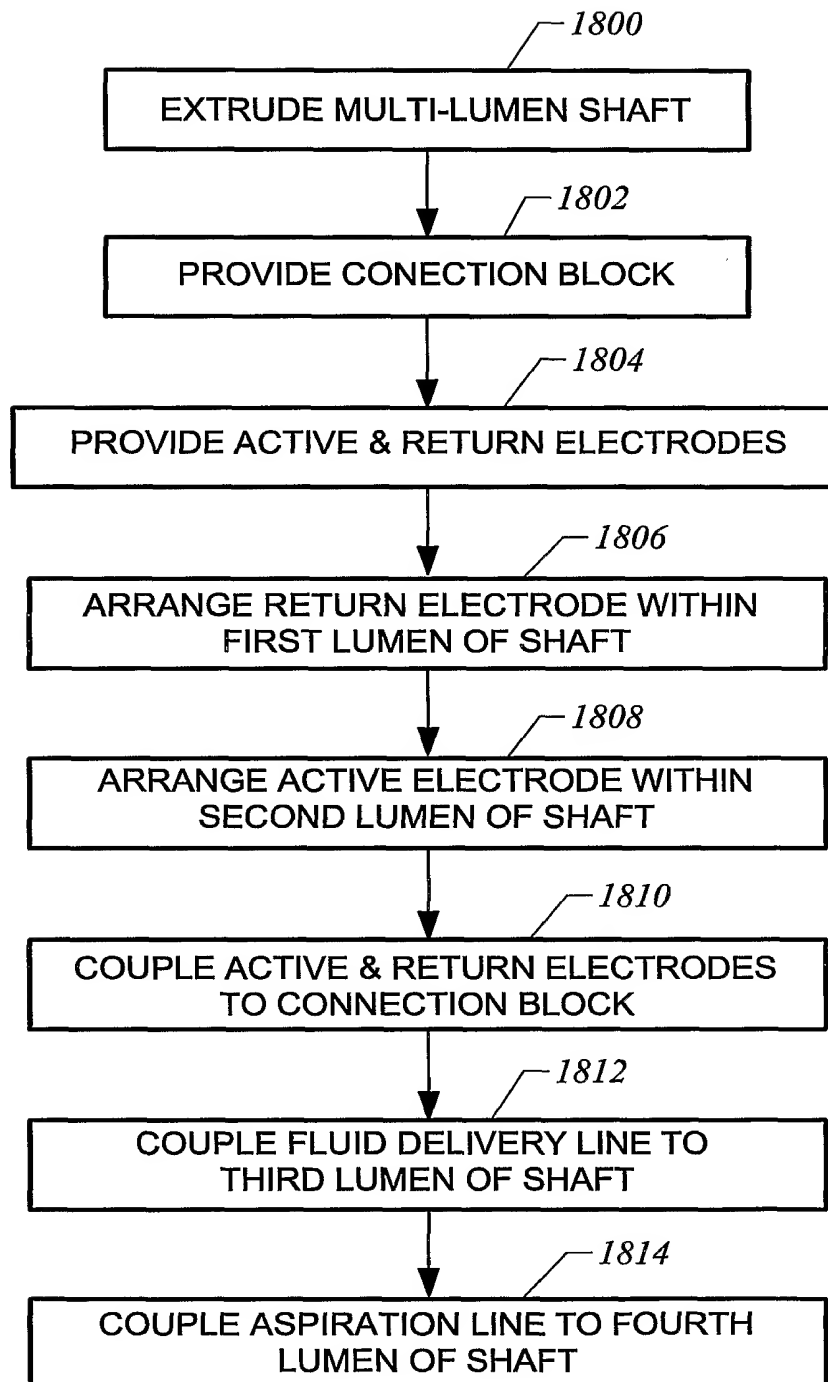 1800
EXTRUDE MULTI-LUMEN SHAFT
1802
PROVIDE CONECTION BLOCK
1804
PROVIDE ACTIVE & RETURN ELECTRODES
1806
ARRANGE RETURN ELECTRODE WITHIN
FIRST LUMEN OF SHAFT
1808
ARRANGE ACTIVE ELECTRODE WITHIN
SECOND LUMEN OF SHAFT
1810
COUPLE ACTIVE & RETURN ELECTRODES
TO CONNECTION BLOCK
1812
COUPLE FLUID DELIVERY LINE TO
THIRD LUMEN OF SHAFT
1814
COUPLE ASPIRATION LINE TO FOURTH
LUMEN OF SHAFT